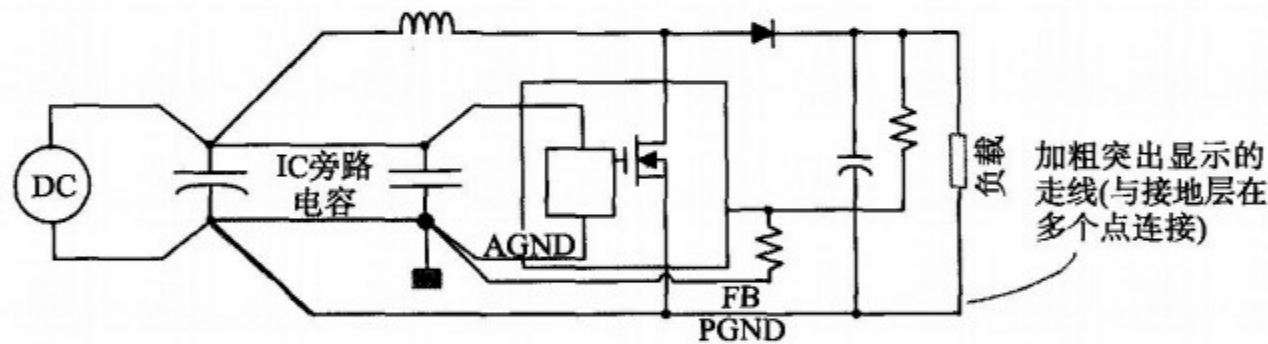 DC
IC旁路
电容
AGND
FB
PGND
负载
加粗突出显示的
走线(与接地层在
多个点连接)